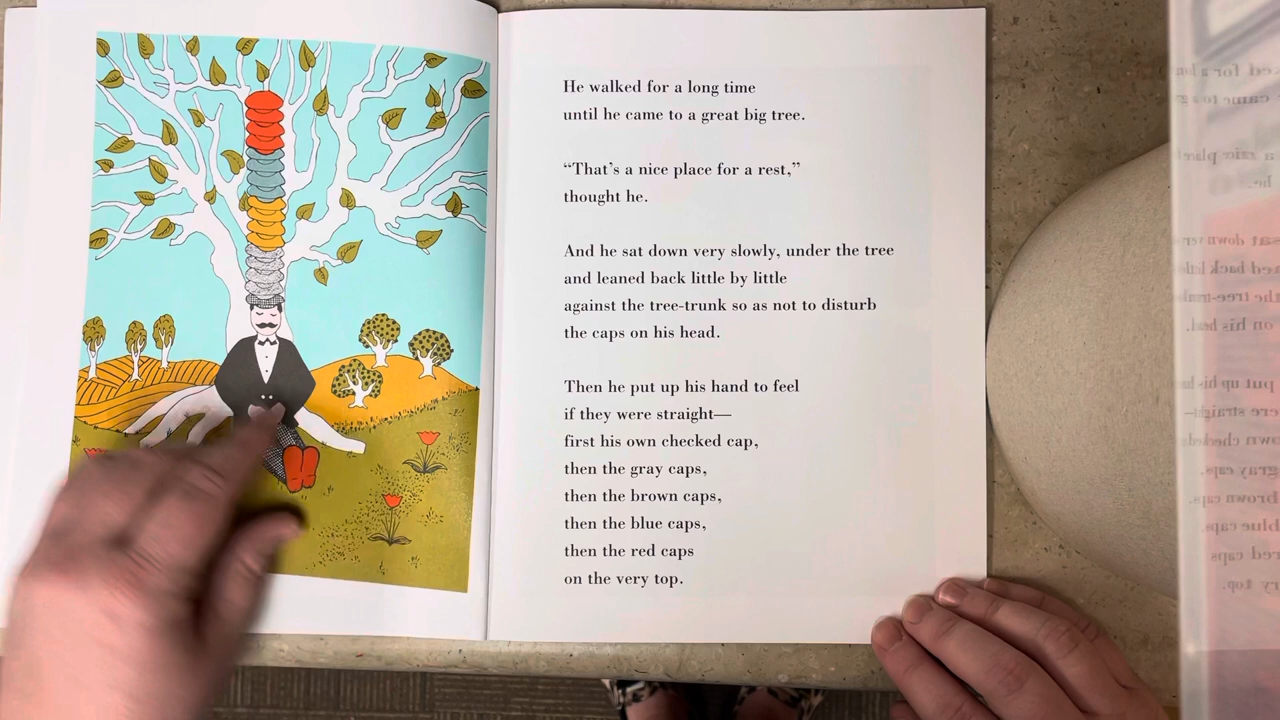 He walked for a long time
until he came to a great big tree.
“That’s a nice place for a rest,”
thought he.
And he sat down very slowly, under the tree
and leaned back little by little
against the tree-trunk so as not to disturb
the caps on his head.
Then he put up his hand to feel
if they were straight—
first his own checked cap,
then the gray caps,
then the brown caps,
then the blue caps,
then the red caps
on the very top.